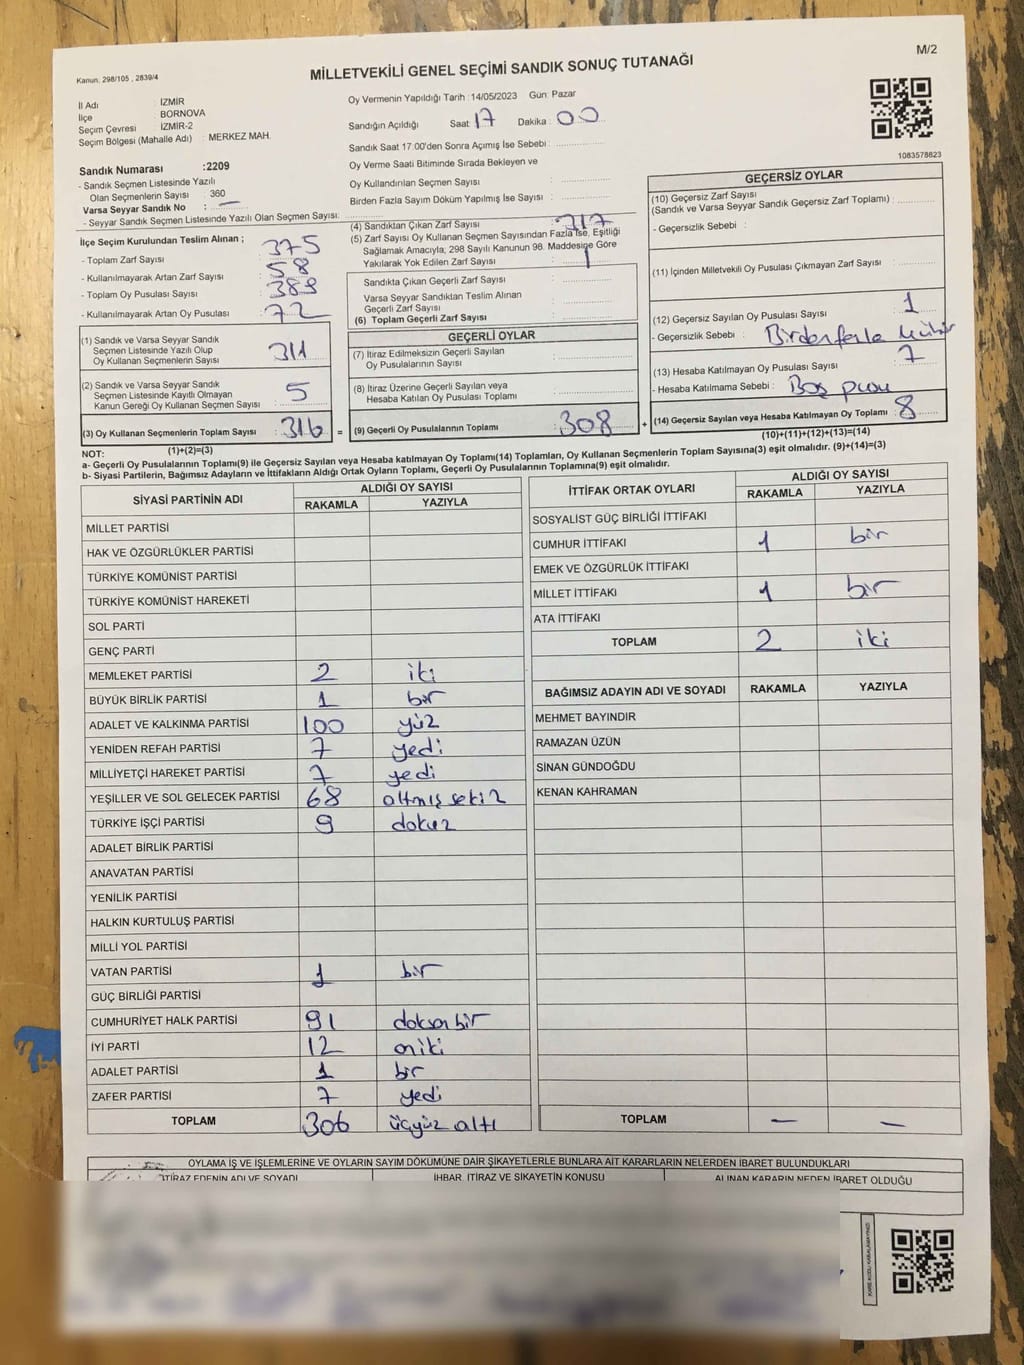 M/2
Kanun: 298/105 , 2839/4
MİLLETVEKİLİ GENEL SEÇİMİ SANDIK SONUÇ TUTANAĞI
İl Adı : İZMİR
İlçe : BORNOVA
Seçim Çevresi : İZMİR-2
Seçim Bölgesi (Mahalle Adı) : MERKEZ MAH.
Sandık Numarası : 2209
- Sandık Seçmen Listesinde Yazılı
Olan Seçmenlerin Sayısı : 360
Varsa Seyyar Sandık No : —
- Seyyar Sandık Seçmen Listesinde Yazılı Olan Seçmen Sayısı:
Oy Vermenin Yapıldığı Tarih :14/05/2023 Gün: Pazar
Sandığın Açıldığı Saat 17 Dakika : 00
Sandık Saat 17:00'den Sonra Açımış İse Sebebi :
Oy Verme Saati Bitiminde Sırada Bekleyen ve
Oy Kullandırılan Seçmen Sayısı :
Birden Fazla Sayım Döküm Yapılmış İse Sayısı :
1083578623
İlçe Seçim Kurulundan Teslim Alınan ;
- Toplam Zarf Sayısı : 375
- Kullanılmayarak Artan Zarf Sayısı : 58
- Toplam Oy Pusulası Sayısı : 388
- Kullanılmayarak Artan Oy Pusulası : 72
(1) Sandık ve Varsa Seyyar Sandık
Seçmen Listesinde Yazılı Olup
Oy Kullanan Seçmenlerin Sayısı : 311
(2) Sandık ve Varsa Seyyar Sandık
Seçmen Listesinde Kayıtlı Olmayan
Kanun Gereği Oy Kullanan Seçmen Sayısı : 5
(3) Oy Kullanan Seçmenlerin Toplam Sayısı : 316
(1)+(2)=(3)
(4) Sandıktan Çıkan Zarf Sayısı : 317
(5) Zarf Sayısı Oy Kullanan Seçmen Sayısından Fazla İse, Eşitliği
Sağlamak Amacıyla; 298 Sayılı Kanunun 98. Maddesine Göre
Yakılarak Yok Edilen Zarf Sayısı : 1
Sandıkta Çıkan Geçerli Zarf Sayısı :
Varsa Seyyar Sandıktan Teslim Alınan
Geçerli Zarf Sayısı :
(6) Toplam Geçerli Zarf Sayısı :
GEÇERLİ OYLAR
(7) İtiraz Edilmeksizin Geçerli Sayılan
Oy Pusulalarının Sayısı :
(8) İtiraz Üzerine Geçerli Sayılan veya
Hesaba Katılan Oy Pusulası Toplamı :
= (9) Geçerli Oy Pusulalarının Toplamı : 308 +
GEÇERSİZ OYLAR
(10) Geçersiz Zarf Sayısı
(Sandık ve Varsa Seyyar Sandık Geçersiz Zarf Toplamı) :
- Geçersizlik Sebebi :
(11) İçinden Milletvekili Oy Pusulası Çıkmayan Zarf Sayısı :
(12) Geçersiz Sayılan Oy Pusulası Sayısı : 1
- Geçersizlik Sebebi : Birden fazla mühür
(13) Hesaba Katılmayan Oy Pusulası Sayısı : 7
- Hesaba Katılmama Sebebi : Boş pusu
(14) Geçersiz Sayılan veya Hesaba Katılmayan Oy Toplamı : 8
(10)+(11)+(12)+(13)=(14)
NOT:
a- Geçerli Oy Pusulalarının Toplamı(9) ile Geçersiz Sayılan veya Hesaba katılmayan Oy Toplamı(14) Toplamları, Oy Kullanan Seçmenlerin Toplam Sayısına(3) eşit olmalıdır. (9)+(14)=(3)
b- Siyasi Partilerin, Bağımsız Adayların ve İttifakların Aldığı Ortak Oyların Toplamı, Geçerli Oy Pusulalarının Toplamına(9) eşit olmalıdır.
SİYASİ PARTİNİN ADI ALDIĞI OY SAYISI
RAKAMLA YAZIYLA
MİLLET PARTİSİ
HAK VE ÖZGÜRLÜKLER PARTİSİ
TÜRKİYE KOMÜNİST PARTİSİ
TÜRKİYE KOMÜNİST HAREKETİ
SOL PARTİ
GENÇ PARTİ
MEMLEKET PARTİSİ 2 iki
BÜYÜK BİRLİK PARTİSİ 1 bir
ADALET VE KALKINMA PARTİSİ 100 yüz
YENİDEN REFAH PARTİSİ 7 yedi
MİLLİYETÇİ HAREKET PARTİSİ 7 yedi
YEŞİLLER VE SOL GELECEK PARTİSİ 68 altmış sekiz
TÜRKİYE İŞÇİ PARTİSİ 9 dokuz
ADALET BİRLİK PARTİSİ
ANAVATAN PARTİSİ
YENİLİK PARTİSİ
HALKIN KURTULUŞ PARTİSİ
MİLLİ YOL PARTİSİ
VATAN PARTİSİ 1 bir
GÜÇ BİRLİĞİ PARTİSİ
CUMHURİYET HALK PARTİSİ 91 doksan bir
İYİ PARTİ 12 oniki
ADALET PARTİSİ 1 bir
ZAFER PARTİSİ 7 yedi
TOPLAM 306 üçyüz altı
İTTİFAK ORTAK OYLARI ALDIĞI OY SAYISI
RAKAMLA YAZIYLA
SOSYALİST GÜÇ BİRLİĞİ İTTİFAKI
CUMHUR İTTİFAKI 1 bir
EMEK VE ÖZGÜRLÜK İTTİFAKI
MİLLET İTTİFAKI 1 bir
ATA İTTİFAKI
TOPLAM 2 iki
BAĞIMSIZ ADAYIN ADI VE SOYADI RAKAMLA YAZIYLA
MEHMET BAYINDIR
RAMAZAN ÜZÜN
SİNAN GÜNDOĞDU
KENAN KAHRAMAN
TOPLAM — —
OYLAMA İŞ VE İŞLEMLERİNE VE OYLARIN SAYIM DÖKÜMÜNE DAİR ŞİKAYETLERLE BUNLARA AİT KARARLARIN NELERDEN İBARET BULUNDUKLARI
İTİRAZ EDENİN ADI VE SOYADI İHBAR, İTİRAZ VE ŞİKAYETİN KONUSU ALINAN KARARIN NEDEN İBARET OLDUĞU